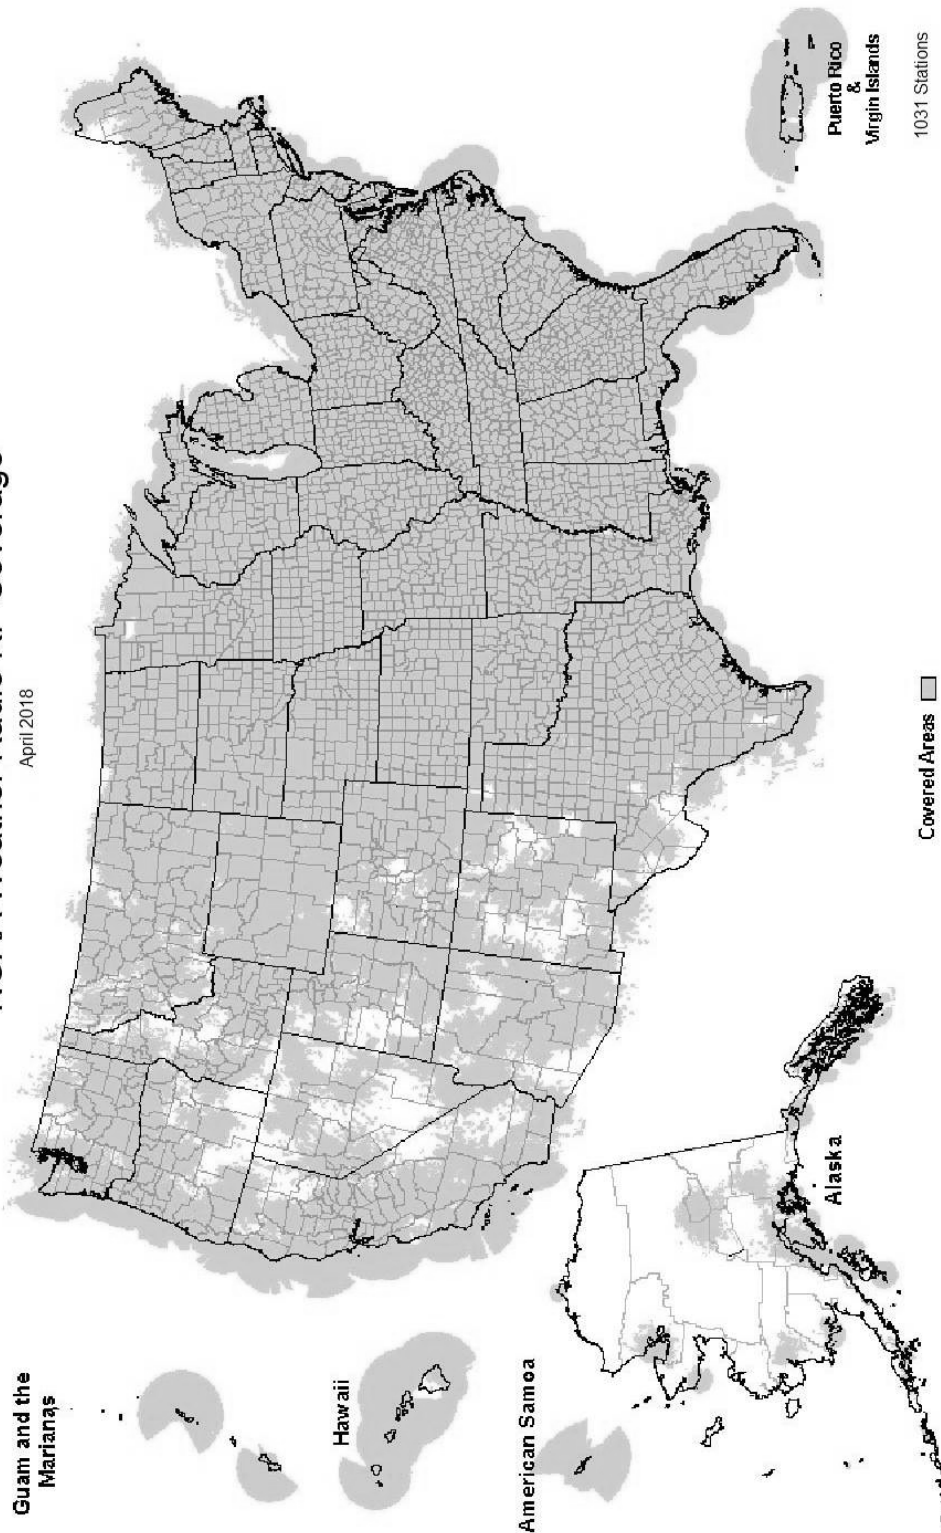 April 2018
Guam and the
Marianas
Hawaii
American Samoa
Alaska
Covered Areas
Puerto Rico
&
Virgin Islands
1031 Stations